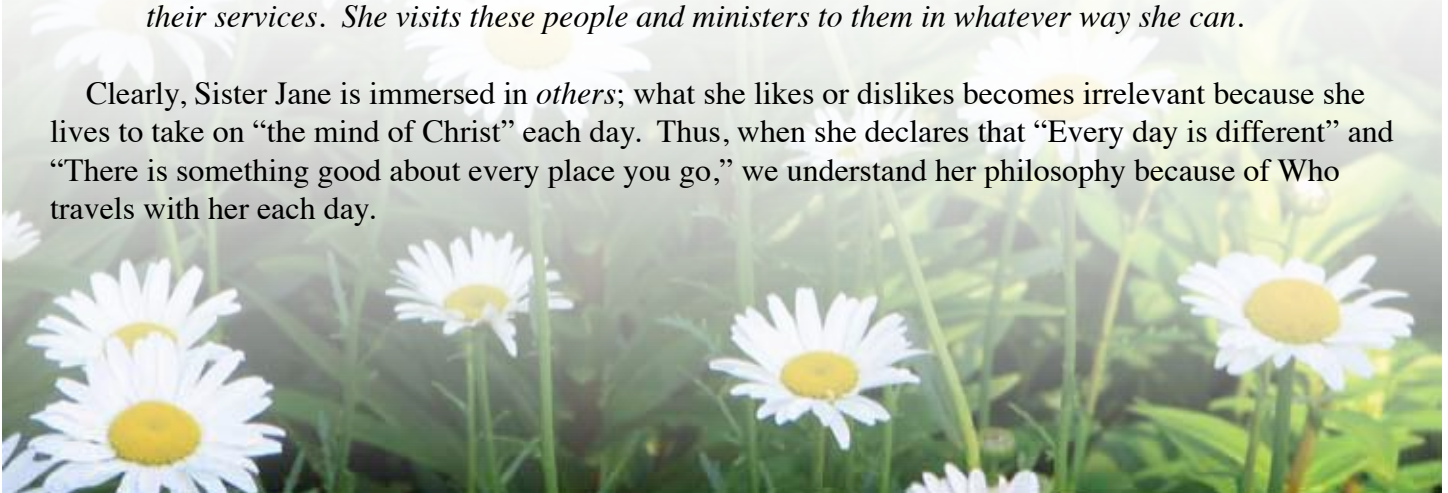 their services.  She visits these people and ministers to them in whatever way she can.
Clearly, Sister Jane is immersed in others; what she likes or dislikes becomes irrelevant because she
lives to take on “the mind of Christ” each day.  Thus, when she declares that “Every day is different” and
“There is something good about every place you go,” we understand her philosophy because of Who
travels with her each day.